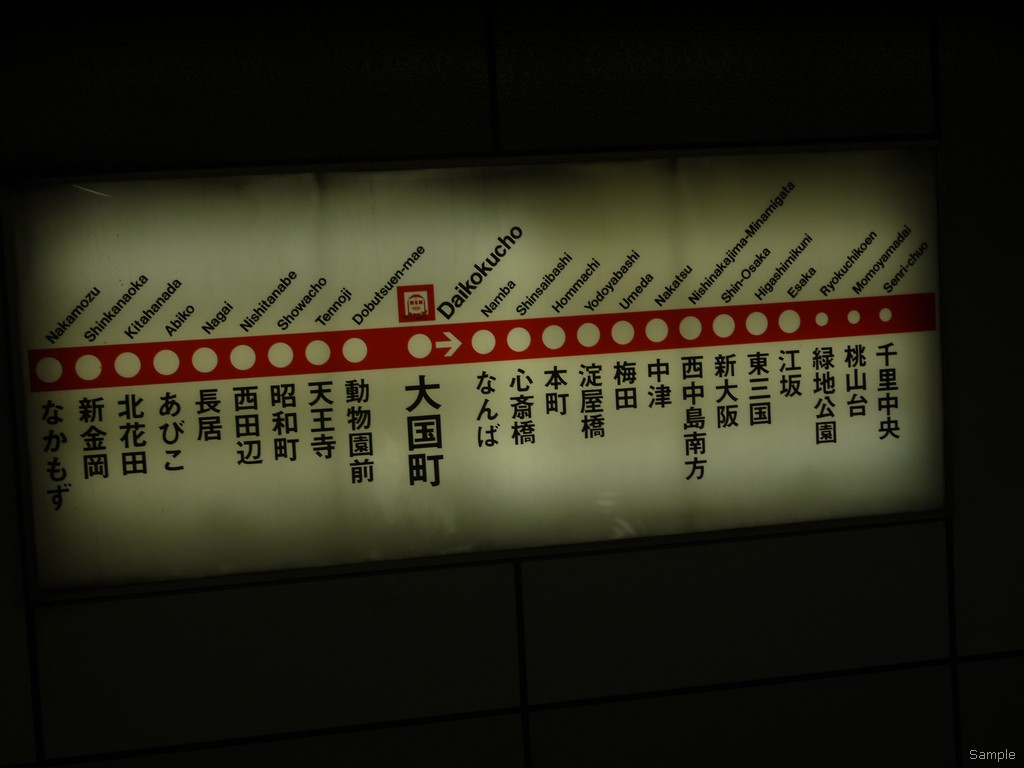 Nakamozu
Shinkanaoka
Kitahanada
Abiko
Nagai
Nishitanabe
Showacho
Tennoji
Dobutsuen-mae
Daikokucho
Namba
Shinsaibashi
Hommachi
Yodoyabashi
Umeda
Nakatsu
Nishinakajima-Minamigata
Shin-Osaka
Higashimikuni
Esaka
Ryokuchikoen
Momoyamadai
Senri-chuo
なかもず
新金岡
北花田
あびこ
長居
西田辺
昭和町
天王寺
動物園前
大国町
なんば
心斎橋
本町
淀屋橋
梅田
中津
西中島南方
新大阪
東三国
江坂
緑地公園
桃山台
千里中央
Sample